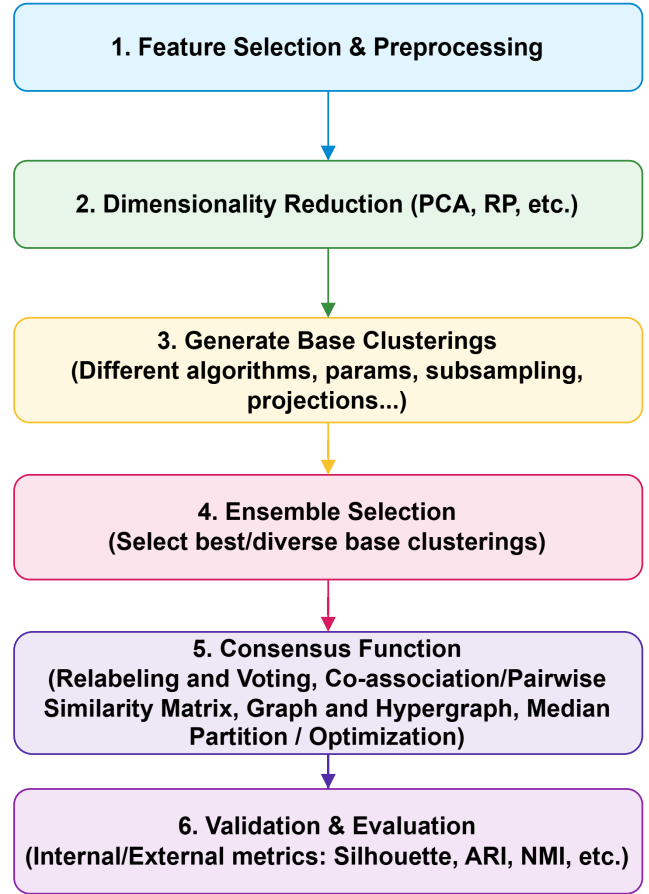 1. Feature Selection & Preprocessing
2. Dimensionality Reduction (PCA, RP, etc.)
3. Generate Base Clusterings
(Different algorithms, params, subsampling,
projections...)
4. Ensemble Selection
(Select best/diverse base clusterings)
5. Consensus Function
(Relabeling and Voting, Co-association/Pairwise
Similarity Matrix, Graph and Hypergraph, Median
Partition / Optimization)
6. Validation & Evaluation
(Internal/External metrics: Silhouette, ARI, NMI, etc.)